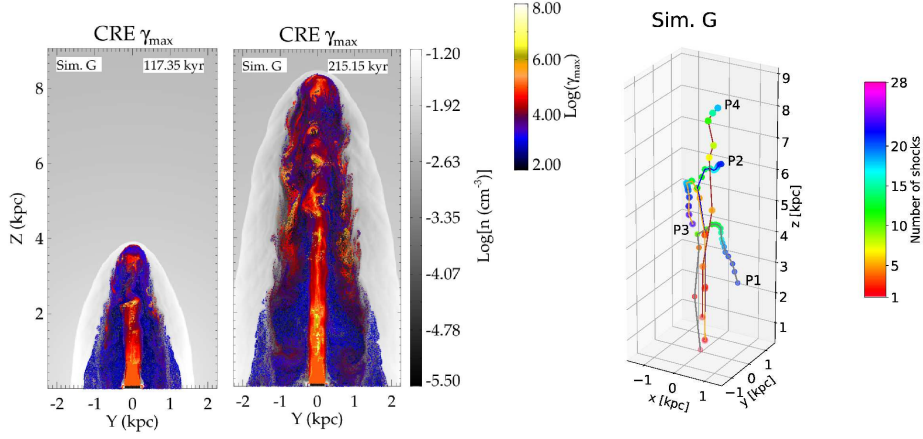 CRE γmax
Sim. G
117.35 kyr
8
6
4
2
Z (kpc)
-2 -1 0 1 2
Y (kpc)
CRE γmax
Sim. G
215.15 kyr
-2 -1 0 1 2
Y (kpc)
-1.20
-1.92
-2.63
-3.35
-4.07
-4.78
-5.50
Log[n (cm-3)]
8.00
6.00
4.00
2.00
Log(γmax)
Sim. G
P4
P2
P3
P1
9
8
7
6
5
4
3
2
1
z [kpc]
-1 0 1
x [kpc]
-1 0 1
y [kpc]
28
20
15
10
5
1
Number of shocks